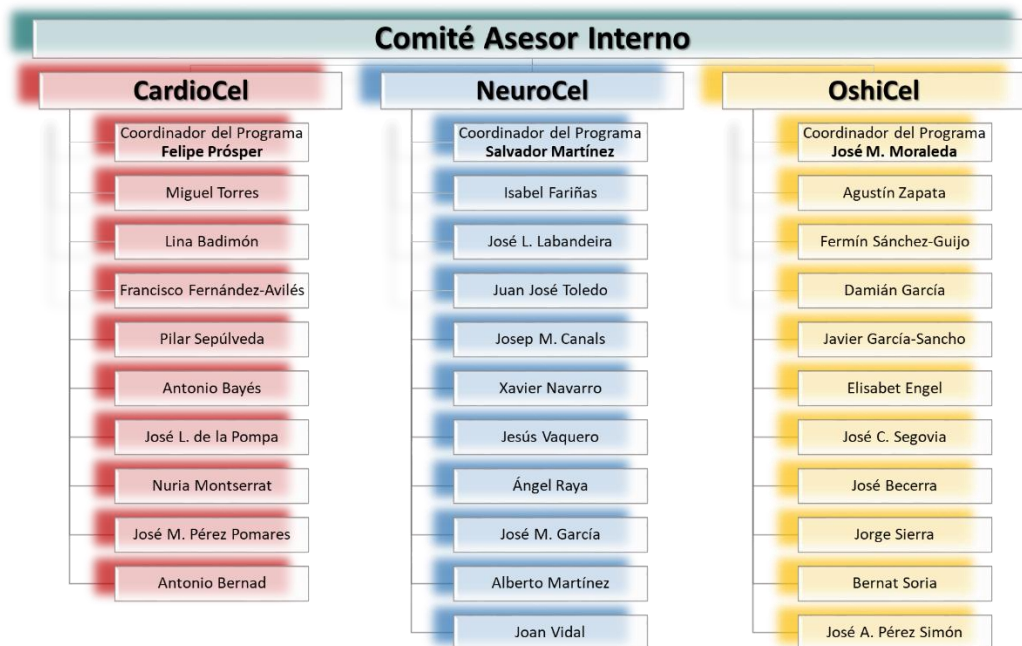 Comité Asesor Interno
CardioCel
Coordinador del Programa
Felipe Prósper
Miguel Torres
Lina Badimón
Francisco Fernández-Avilés
Pilar Sepúlveda
Antonio Bayés
José L. de la Pompa
Nuria Montserrat
José M. Pérez Pomares
Antonio Bernad
NeuroCel
Coordinador del Programa
Salvador Martínez
Isabel Fariñas
José L. Labandeira
Juan José Toledo
Josep M. Canals
Xavier Navarro
Jesús Vaquero
Ángel Raya
José M. García
Alberto Martínez
Joan Vidal
OshiCel
Coordinador del Programa
José M. Moraleda
Agustín Zapata
Fermín Sánchez-Guijo
Damián García
Javier García-Sancho
Elisabet Engel
José C. Segovia
José Becerra
Jorge Sierra
Bernat Soria
José A. Pérez Simón